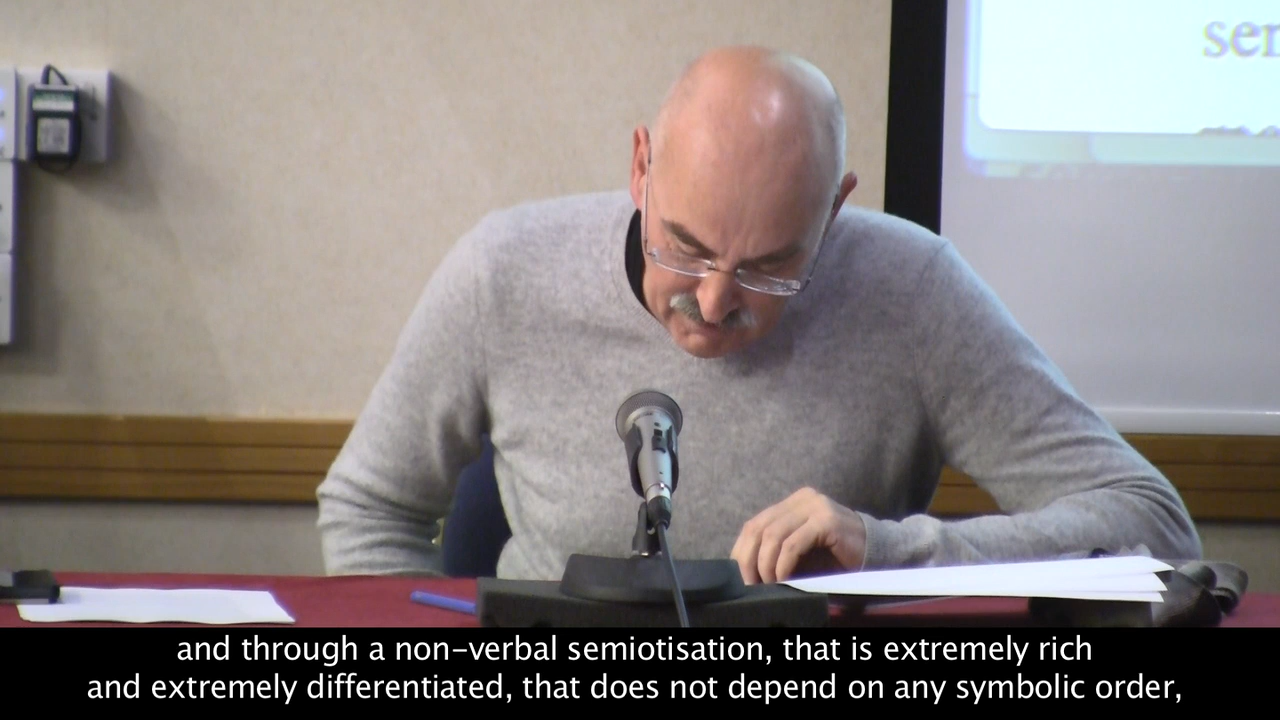 and through a non-verbal semiotisation, that is extremely rich
and extremely differentiated, that does not depend on any symbolic order,